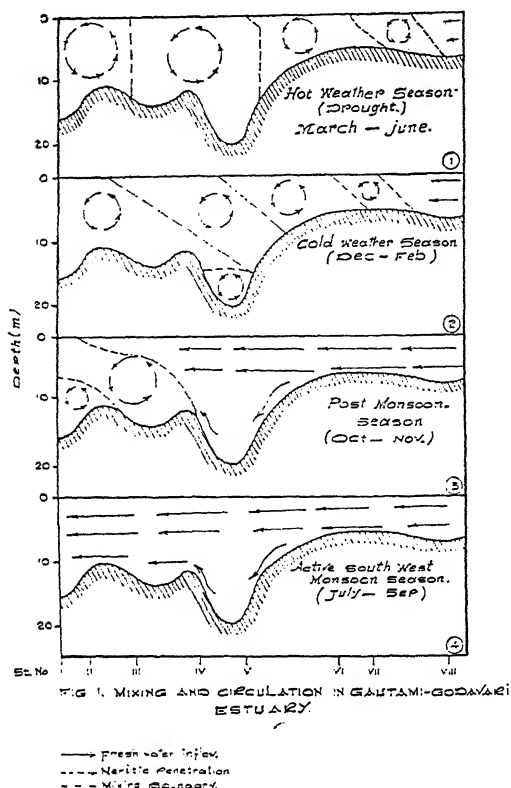 0
10
20
Hot Weather Season
(Drought.)
March – June.
1
0
10
20
Cold Weather Season
(Dec – Feb)
2
Depth (m)
0
10
20
Post Monsoon.
Season
(Oct – Nov.)
3
0
10
20
Active South West
Monsoon Season.
(July – Sep)
4
St. No I II III IV V VI VII VIII
FIG 1. MIXING AND CIRCULATION IN GAUTAMI-GODAVARI
ESTUARY.
Fresh water inflow.
Neritic Penetration
Mixing Boundary.